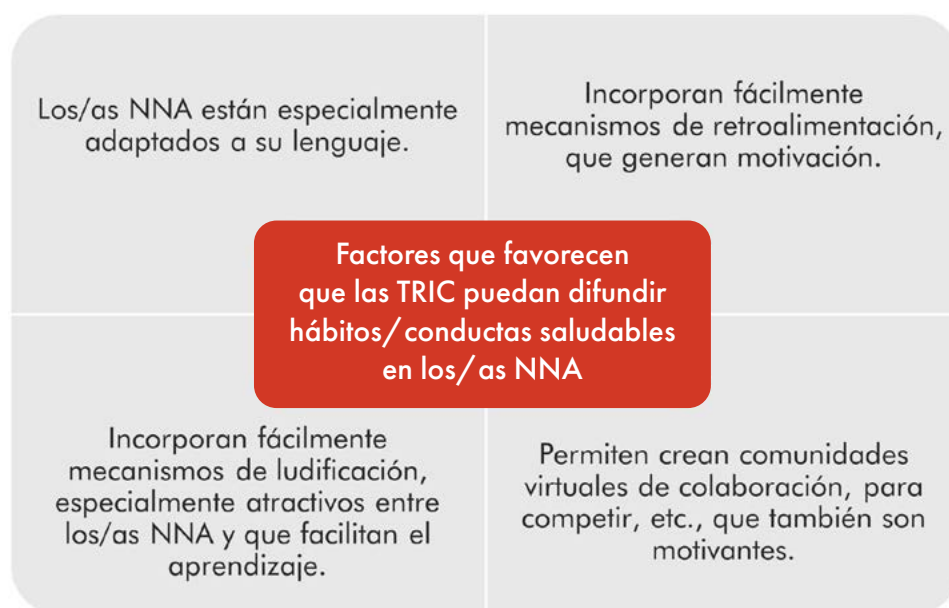 Los/as NNA están especialmente
adaptados a su lenguaje.
Incorporan fácilmente
mecanismos de retroalimentación,
que generan motivación.
Factores que favorecen
que las TRIC puedan difundir
hábitos/conductas saludables
en los/as NNA
Incorporan fácilmente
mecanismos de ludificación,
especialmente atractivos entre
los/as NNA y que facilitan el
aprendizaje.
Permiten crean comunidades
virtuales de colaboración, para
competir, etc., que también son
motivantes.